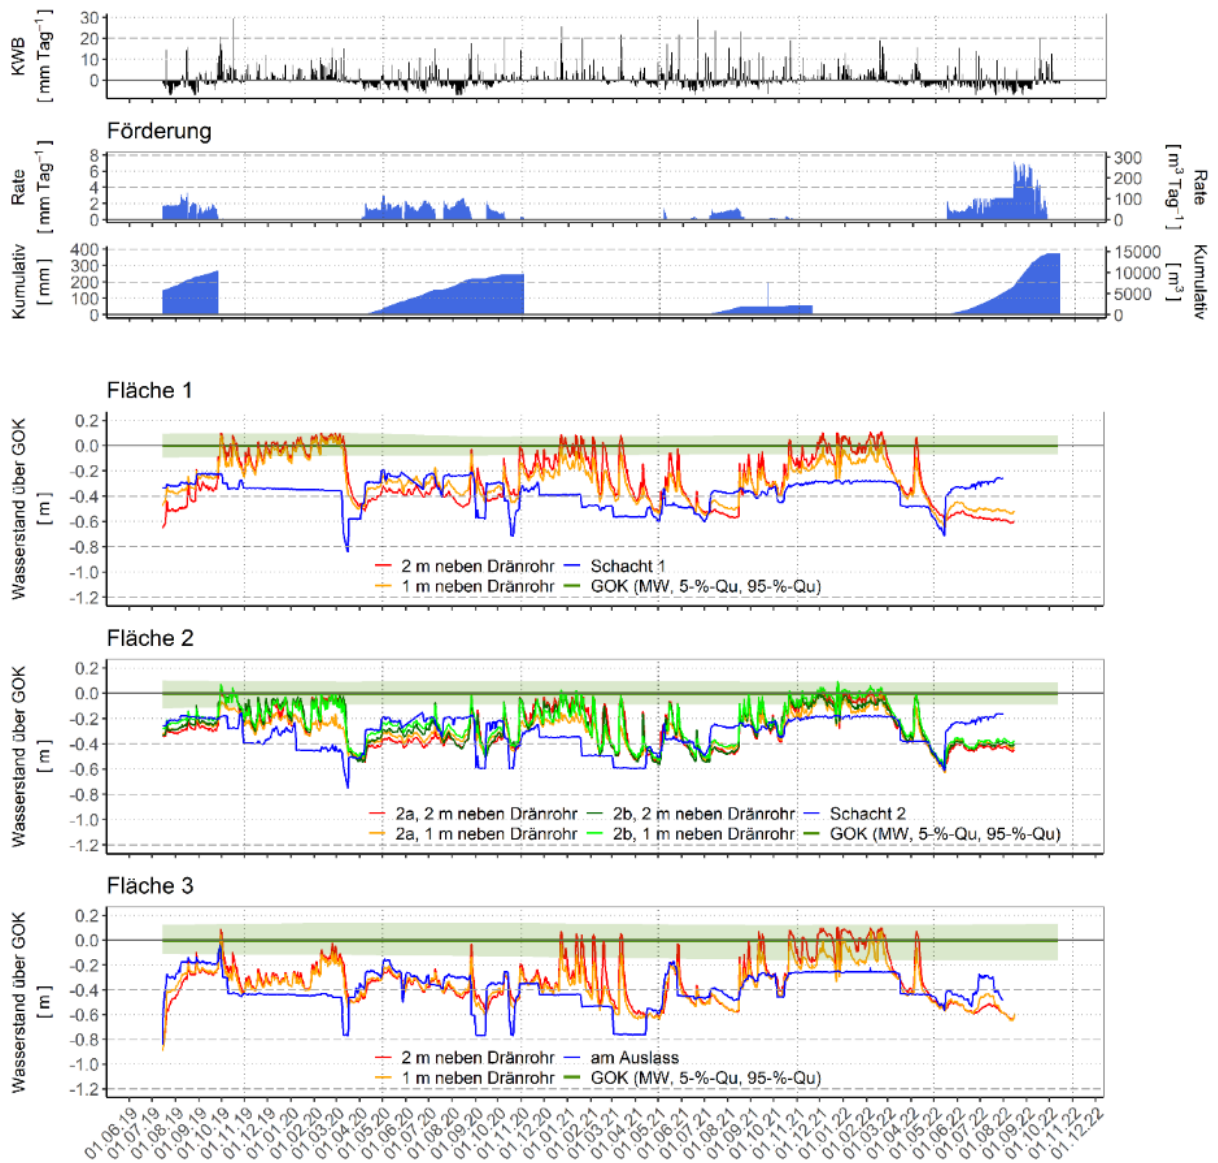 KWB
[ mm Tag⁻¹ ]
30
20
10
0
Förderung
Rate
[ mm Tag⁻¹ ]
8
6
4
2
0
300
200
100
0
[ m³ Tag⁻¹ ]
Rate
Kumulativ
[ mm ]
400
300
200
100
0
15000
10000
5000
0
[ m³ ]
Kumulativ
Fläche 1
Wasserstand über GOK
[ m ]
0.2
0.0
-0.2
-0.4
-0.6
-0.8
-1.0
-1.2
2 m neben Dränrohr
Schacht 1
1 m neben Dränrohr
GOK (MW, 5-%-Qu, 95-%-Qu)
Fläche 2
Wasserstand über GOK
[ m ]
0.2
0.0
-0.2
-0.4
-0.6
-0.8
-1.0
-1.2
2a, 2 m neben Dränrohr
2b, 2 m neben Dränrohr
Schacht 2
2a, 1 m neben Dränrohr
2b, 1 m neben Dränrohr
GOK (MW, 5-%-Qu, 95-%-Qu)
Fläche 3
Wasserstand über GOK
[ m ]
0.2
0.0
-0.2
-0.4
-0.6
-0.8
-1.0
-1.2
2 m neben Dränrohr
am Auslass
1 m neben Dränrohr
GOK (MW, 5-%-Qu, 95-%-Qu)
01.06.19
01.07.19
01.08.19
01.09.19
01.10.19
01.11.19
01.12.19
01.01.20
01.02.20
01.03.20
01.04.20
01.05.20
01.06.20
01.07.20
01.08.20
01.09.20
01.10.20
01.11.20
01.12.20
01.01.21
01.02.21
01.03.21
01.04.21
01.05.21
01.06.21
01.07.21
01.08.21
01.09.21
01.10.21
01.11.21
01.12.21
01.01.22
01.02.22
01.03.22
01.04.22
01.05.22
01.06.22
01.07.22
01.08.22
01.09.22
01.10.22
01.11.22
01.12.22